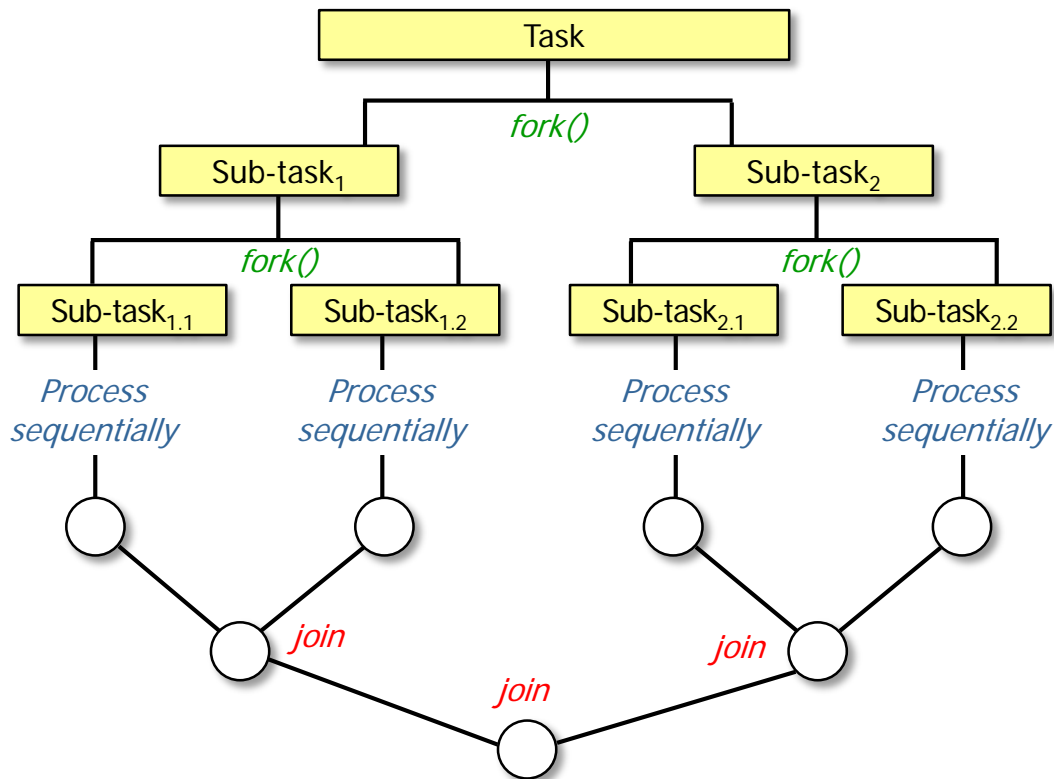 Task
fork()
Sub-task₁
Sub-task₂
fork()
fork()
Sub-task₁.₁
Sub-task₁.₂
Sub-task₂.₁
Sub-task₂.₂
Process
sequentially
Process
sequentially
Process
sequentially
Process
sequentially
join
join
join